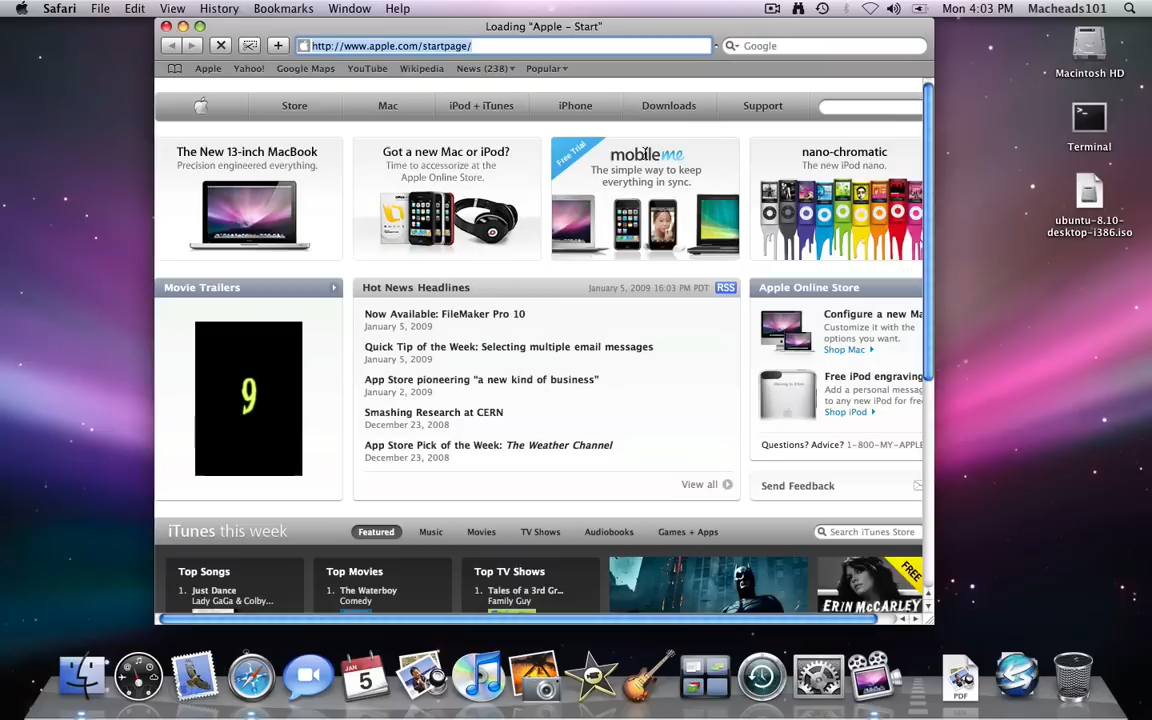 Safari File Edit View History Bookmarks Window Help
Mon 4:03 PM Macheads101
Loading "Apple – Start"
http://www.apple.com/startpage/
Google
Apple Yahoo! Google Maps YouTube Wikipedia News (238) Popular
Store Mac iPod + iTunes iPhone Downloads Support
The New 13-inch MacBook
Precision engineered everything.
Got a new Mac or iPod?
Time to accessorize at the
Apple Online Store.
Free Trial
mobileme
The simple way to keep
everything in sync.
nano-chromatic
The new iPod nano.
Movie Trailers
9
Hot News Headlines
January 5, 2009 16:03 PM PDT RSS
Now Available: FileMaker Pro 10
January 5, 2009
Quick Tip of the Week: Selecting multiple email messages
January 5, 2009
App Store pioneering "a new kind of business"
January 2, 2009
Smashing Research at CERN
December 23, 2008
App Store Pick of the Week: The Weather Channel
December 23, 2008
View all
Apple Online Store
Configure a new Ma
Customize it with the
options you want.
Shop Mac
Free iPod engraving
Add a personal messag
to any new iPod for fre
Shop iPod
Questions? Advice? 1-800-MY-APPLE
Send Feedback
iTunes this week
Featured Music Movies TV Shows Audiobooks Games + Apps
Search iTunes Store
Top Songs
1. Just Dance
Lady GaGa & Colby...
Top Movies
1. The Waterboy
Comedy
Top TV Shows
1. Tales of a 3rd Gr...
Family Guy
FREE
ERIN McCARLEY
Macintosh HD
Terminal
ubuntu-8.10-
desktop-i386.iso
JAN
5
PDF